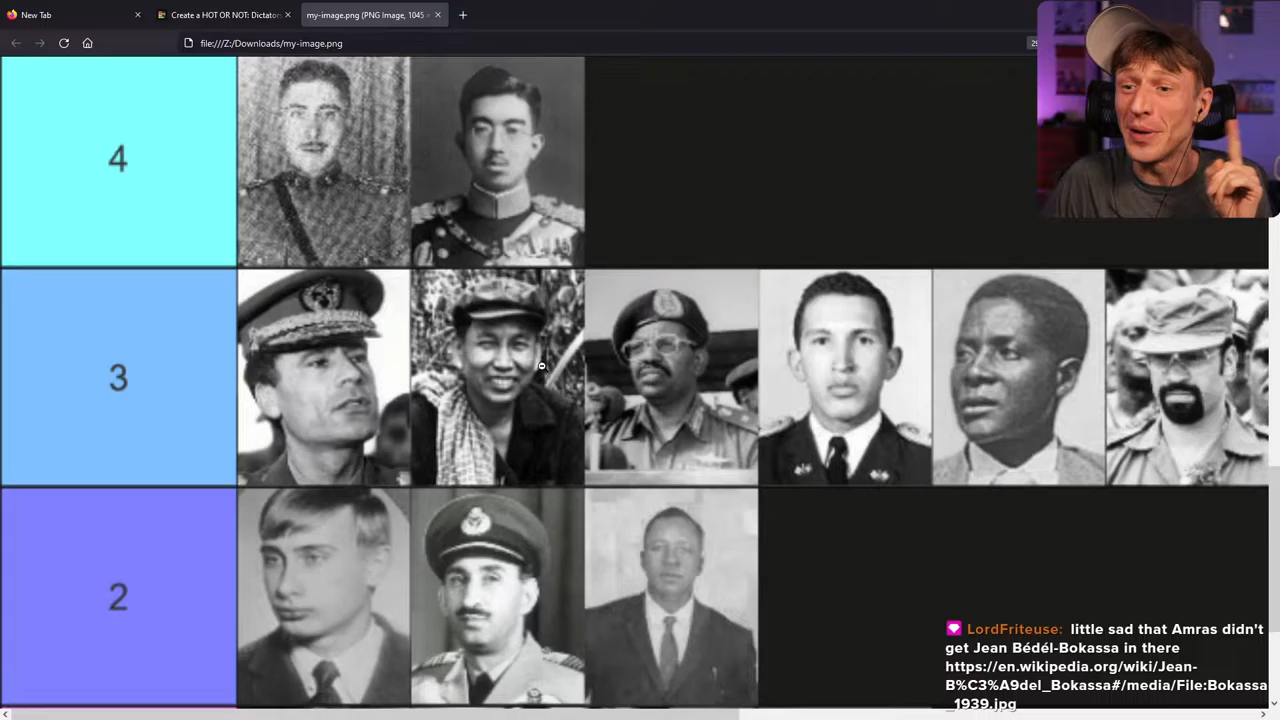 New Tab
Create a HOT OR NOT: Dictator
my-image.png (PNG Image, 1045
file:///Z:/Downloads/my-image.png
4
3
2
LordFriteuse: little sad that Amras didn't
get Jean Bédél-Bokassa in there
https://en.wikipedia.org/wiki/Jean-
B%C3%A9del_Bokassa#/media/File:Bokassa
_1939.jpg